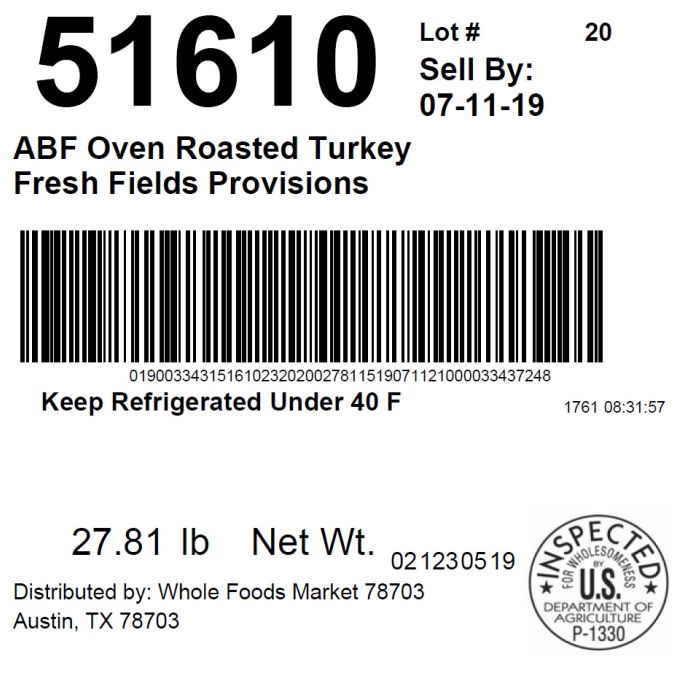 51610
Lot # 20
Sell By:
07-11-19
ABF Oven Roasted Turkey
Fresh Fields Provisions
019003343151610232020027811519071121000033437248
Keep Refrigerated Under 40 F
1761 08:31:57
27.81 lb Net Wt.
021230519
Distributed by: Whole Foods Market 78703
Austin, TX 78703
INSPECTED
FOR WHOLESOMENESS
BY
U.S.
DEPARTMENT OF
AGRICULTURE
P-1330